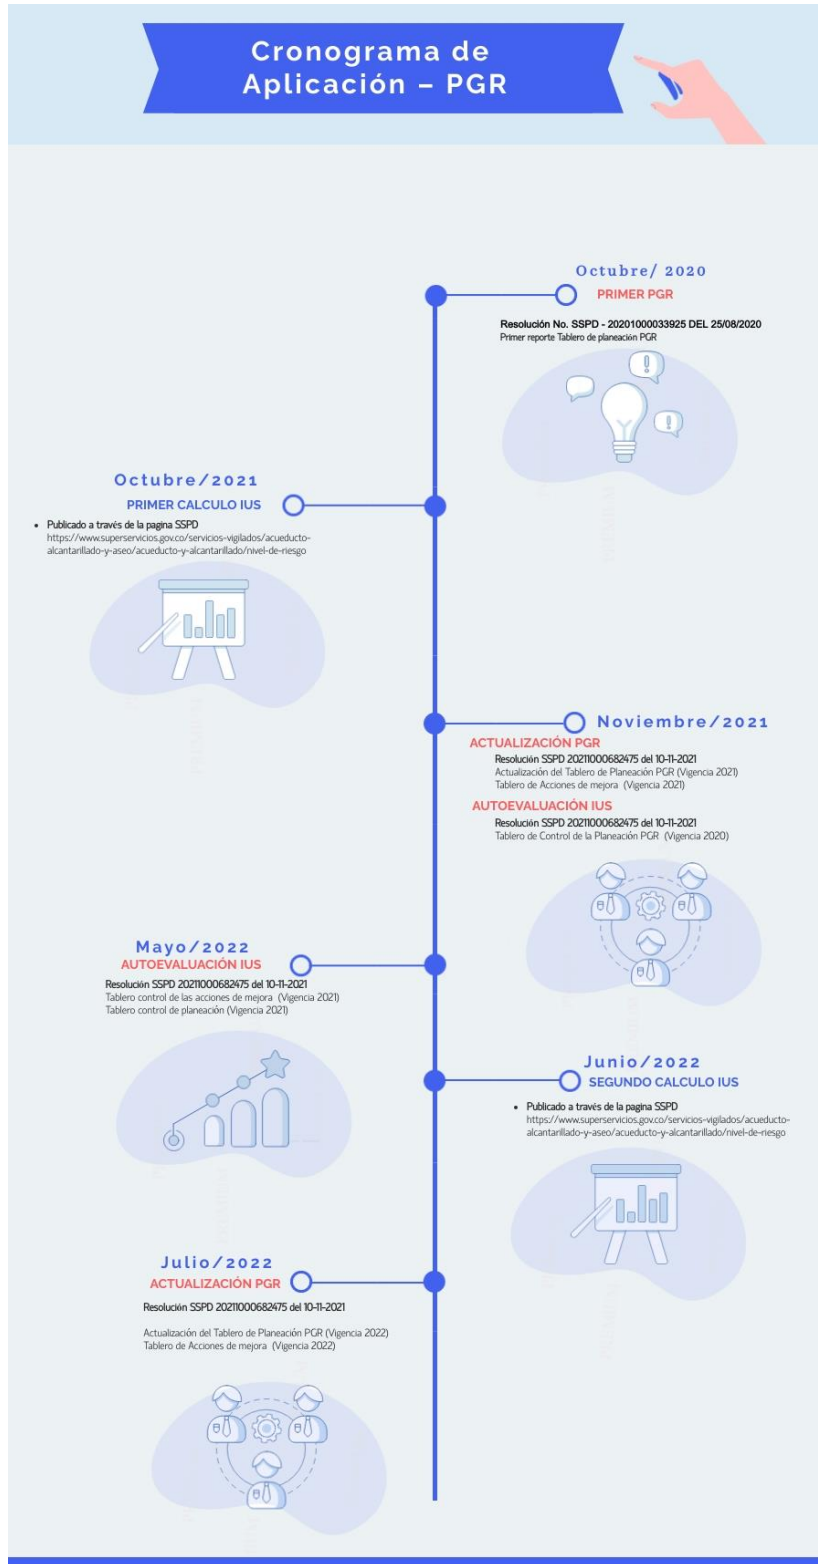 Cronograma de
Aplicación – PGR
Octubre/ 2020
PRIMER PGR
Resolución No. SSPD - 20201000033925 DEL 25/08/2020
Primer reporte Tablero de planeación PGR
Octubre/2021
PRIMER CALCULO IUS
• Publicado a través de la pagina SSPD
https://www.superservicios.gov.co/servicios-vigilados/acueducto-
alcantarillado-y-aseo/acueducto-y-alcantarillado/nivel-de-riesgo
Noviembre/2021
ACTUALIZACIÓN PGR
Resolución SSPD 20211000682475 del 10-11-2021
Actualización del Tablero de Planeación PGR (Vigencia 2021)
Tablero de Acciones de mejora (Vigencia 2021)
AUTOEVALUACIÓN IUS
Resolución SSPD 20211000682475 del 10-11-2021
Tablero de Control de la Planeación PGR (Vigencia 2020)
Mayo/2022
AUTOEVALUACIÓN IUS
Resolución SSPD 20211000682475 del 10-11-2021
Tablero control de las acciones de mejora (Vigencia 2021)
Tablero control de planeación (Vigencia 2021)
Junio/2022
SEGUNDO CALCULO IUS
• Publicado a través de la pagina SSPD
https://www.superservicios.gov.co/servicios-vigilados/acueducto-
alcantarillado-y-aseo/acueducto-y-alcantarillado/nivel-de-riesgo
Julio/2022
ACTUALIZACIÓN PGR
Resolución SSPD 20211000682475 del 10-11-2021
Actualización del Tablero de Planeación PGR (Vigencia 2022)
Tablero de Acciones de mejora (Vigencia 2022)